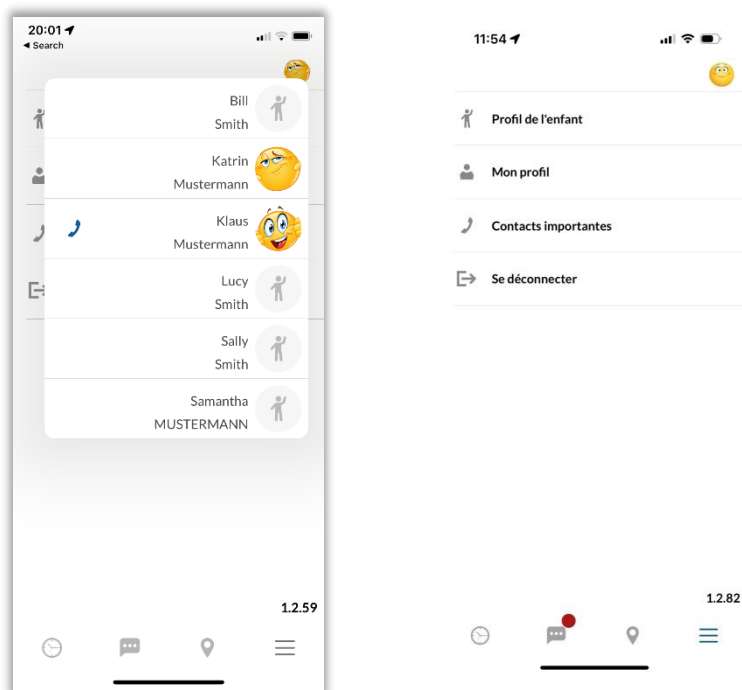 20:01
◄ Search
Bill
Smith
Katrin
Mustermann
Klaus
Mustermann
Lucy
Smith
Sally
Smith
Samantha
MUSTERMANN
1.2.59
11:54
Profil de l'enfant
Mon profil
Contacts importantes
Se déconnecter
1.2.82